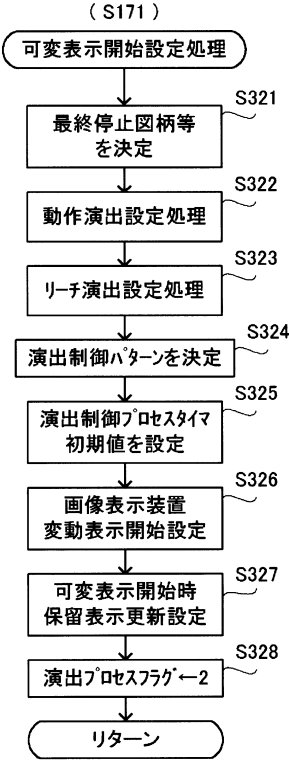 ( S171 )
可変表示開始設定処理
S321
最終停止図柄等
を決定
S322
動作演出設定処理
S323
リーチ演出設定処理
S324
演出制御パターンを決定
S325
演出制御プロセスタイマ
初期値を設定
S326
画像表示装置
変動表示開始設定
S327
可変表示開始時
保留表示更新設定
S328
演出プロセスフラグ←2
リターン